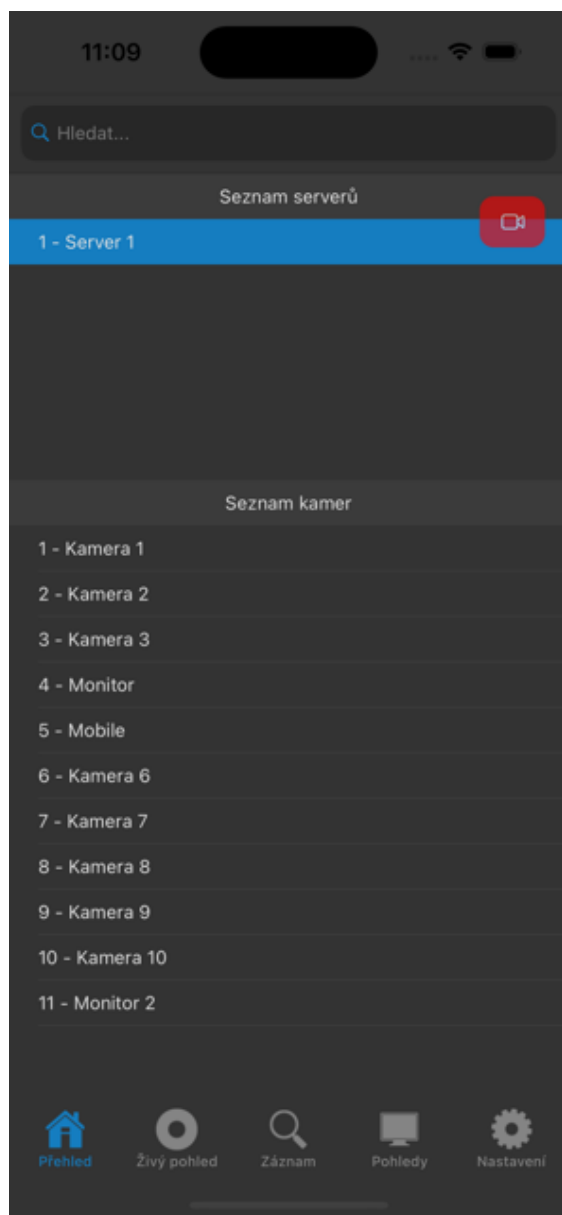 11:09
Hledat...
Seznam serverů
1 - Server 1
Seznam kamer
1 - Kamera 1
2 - Kamera 2
3 - Kamera 3
4 - Monitor
5 - Mobile
6 - Kamera 6
7 - Kamera 7
8 - Kamera 8
9 - Kamera 9
10 - Kamera 10
11 - Monitor 2
Přehled Živý pohled Záznam Pohledy Nastavení